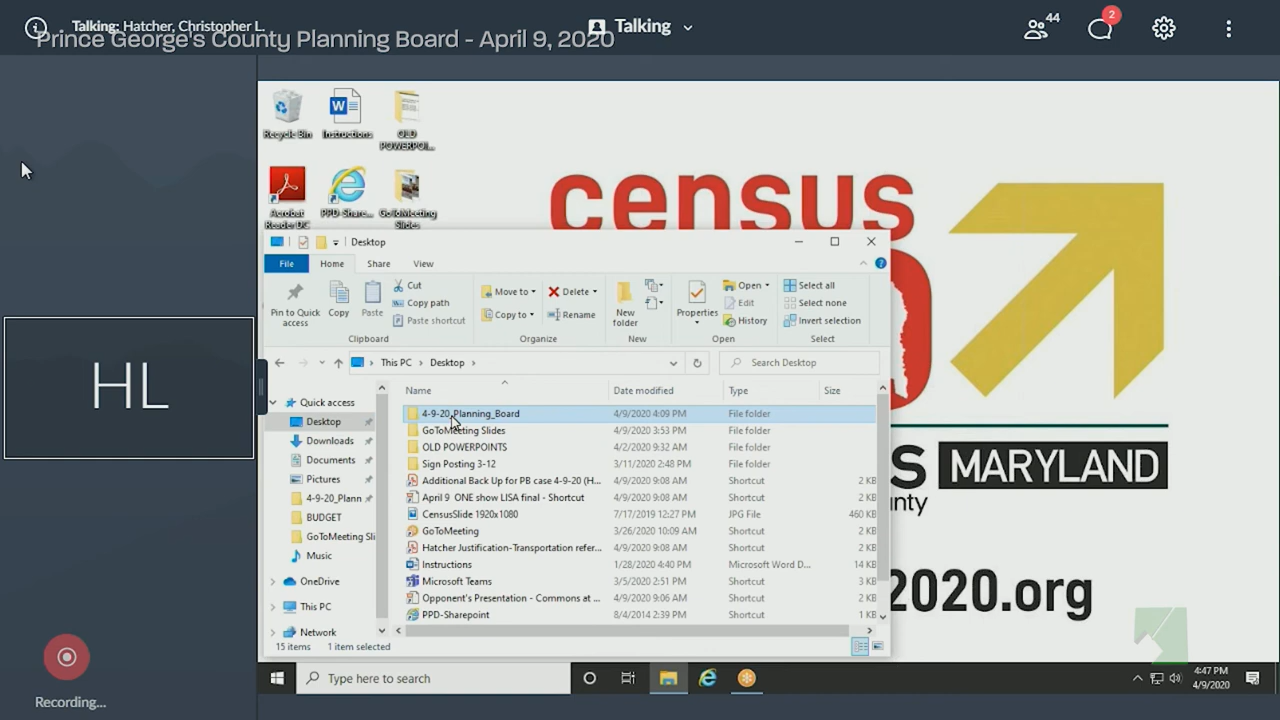 Talking: Hatcher, Christopher L.
Prince George's County Planning Board - April 9, 2020
Talking
44
2
Recycle Bin
Instructions
OLD POWERPOI...
Acrobat Reader DC
PPD-Share...
GoToMeeting Slides
census
Desktop
File
Home
Share
View
Pin to Quick access
Copy
Paste
Cut
Copy path
Paste shortcut
Clipboard
Move to
Copy to
Delete
Rename
Organize
New folder
New
Properties
Open
Edit
History
Open
Select all
Select none
Invert selection
Select
This PC
Desktop
Search Desktop
Quick access
Desktop
Downloads
Documents
Pictures
4-9-20_Plann
BUDGET
GoToMeeting Sli
Music
OneDrive
This PC
Network
Name
Date modified
Type
Size
4-9-20_Planning_Board 4/9/2020 4:09 PM File folder
GoToMeeting Slides 4/9/2020 3:53 PM File folder
OLD POWERPOINTS 4/2/2020 9:32 AM File folder
Sign Posting 3-12 3/11/2020 2:48 PM File folder
Additional Back Up for PB case 4-9-20 (H... 4/9/2020 9:08 AM Shortcut 2 KB
April 9 ONE show LISA final - Shortcut 4/9/2020 9:08 AM Shortcut 2 KB
CensusSlide 1920x1080 7/17/2019 12:27 PM JPG File 460 KB
GoToMeeting 3/26/2020 10:09 AM Shortcut 2 KB
Hatcher Justification-Transportation refer... 4/9/2020 9:08 AM Shortcut 2 KB
Instructions 1/28/2020 4:40 PM Microsoft Word D... 14 KB
Microsoft Teams 3/5/2020 2:51 PM Shortcut 3 KB
Opponent's Presentation - Commons at ... 4/9/2020 9:06 AM Shortcut 2 KB
PPD-Sharepoint 8/4/2014 2:39 PM Shortcut 1 KB
15 items 1 item selected
S MARYLAND
nty
2020.org
HL
Recording...
Type here to search
4:47 PM
4/9/2020